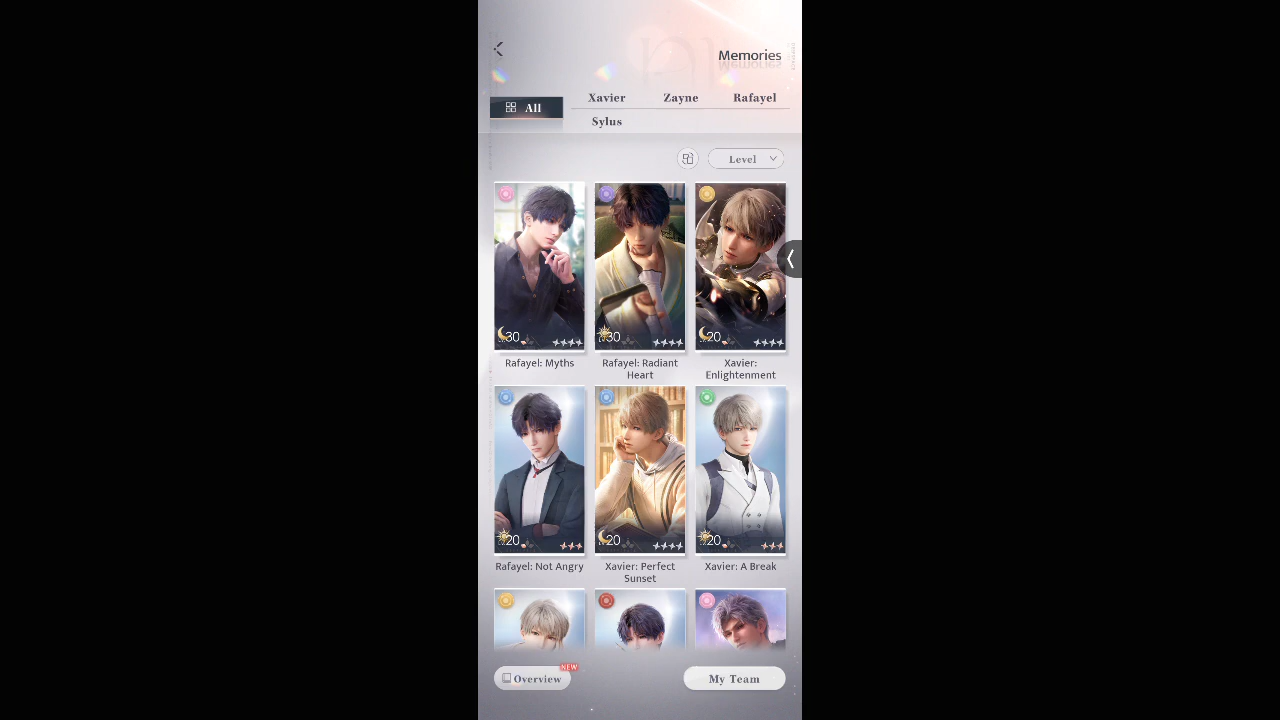 Memories
All
Xavier
Zayne
Rafayel
Sylus
Level
30
30
20
Rafayel: Myths
Rafayel: Radiant
Heart
Xavier:
Enlightenment
20
20
20
Rafayel: Not Angry
Xavier: Perfect
Sunset
Xavier: A Break
NEW
Overview
My Team